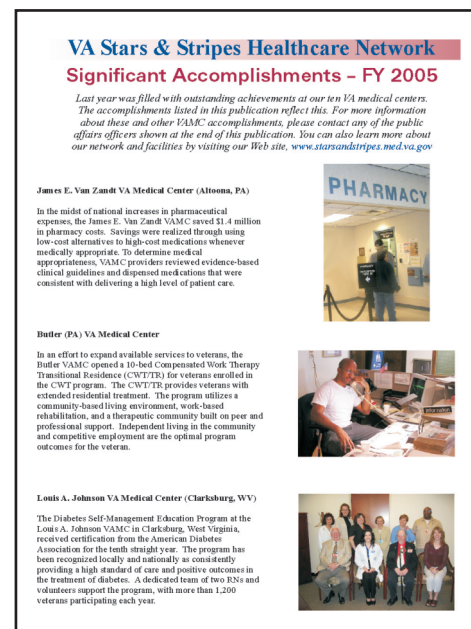 VA Stars & Stripes Healthcare Network
Significant Accomplishments – FY 2005
Last year was filled with outstanding achievements at our ten VA medical centers.
The accomplishments listed in this publication reflect this. For more information
about these and other VAMC accomplishments, please contact any of the public
affairs officers shown at the end of this publication. You can also learn more about
our network and facilities by visiting our Web site, www.starsandstripes.med.va.gov
James E. Van Zandt VA Medical Center (Altoona, PA)
In the midst of national increases in pharmaceutical
expenses, the James E. Van Zandt VAMC saved $1.4 million
in pharmacy costs. Savings were realized through using
low-cost alternatives to high-cost medications whenever
medically appropriate. To determine medical
appropriateness, VAMC providers reviewed evidence-based
clinical guidelines and dispensed medications that were
consistent with delivering a high level of patient care.
PHARMACY
Butler (PA) VA Medical Center
In an effort to expand available services to veterans, the
Butler VAMC opened a 10-bed Compensated Work Therapy
Transitional Residence (CWT/TR) for veterans enrolled in
the CWT program. The CWT/TR provides veterans with
extended residential treatment. The program utilizes a
community-based living environment, work-based
rehabilitation, and a therapeutic community built on peer and
professional support. Independent living in the community
and competitive employment are the optimal program
outcomes for the veteran.
Louis A. Johnson VA Medical Center (Clarksburg, WV)
The Diabetes Self-Management Education Program at the
Louis A. Johnson VAMC in Clarksburg, West Virginia,
received certification from the American Diabetes
Association for the tenth straight year. The program has
been recognized locally and nationally as consistently
providing a high standard of care and positive outcomes in
the treatment of diabetes. A dedicated team of two RNs and
volunteers support the program, with more than 1,200
veterans participating each year.